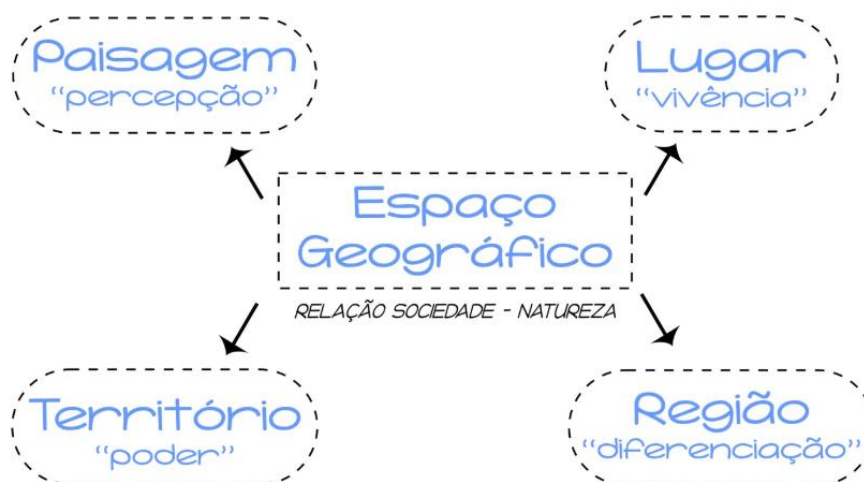 Paisagem
“percepção”
Lugar
“vivência”
Espaço
Geográfico
RELAÇÃO SOCIEDADE - NATUREZA
Território
“poder”
Região
“diferenciação”